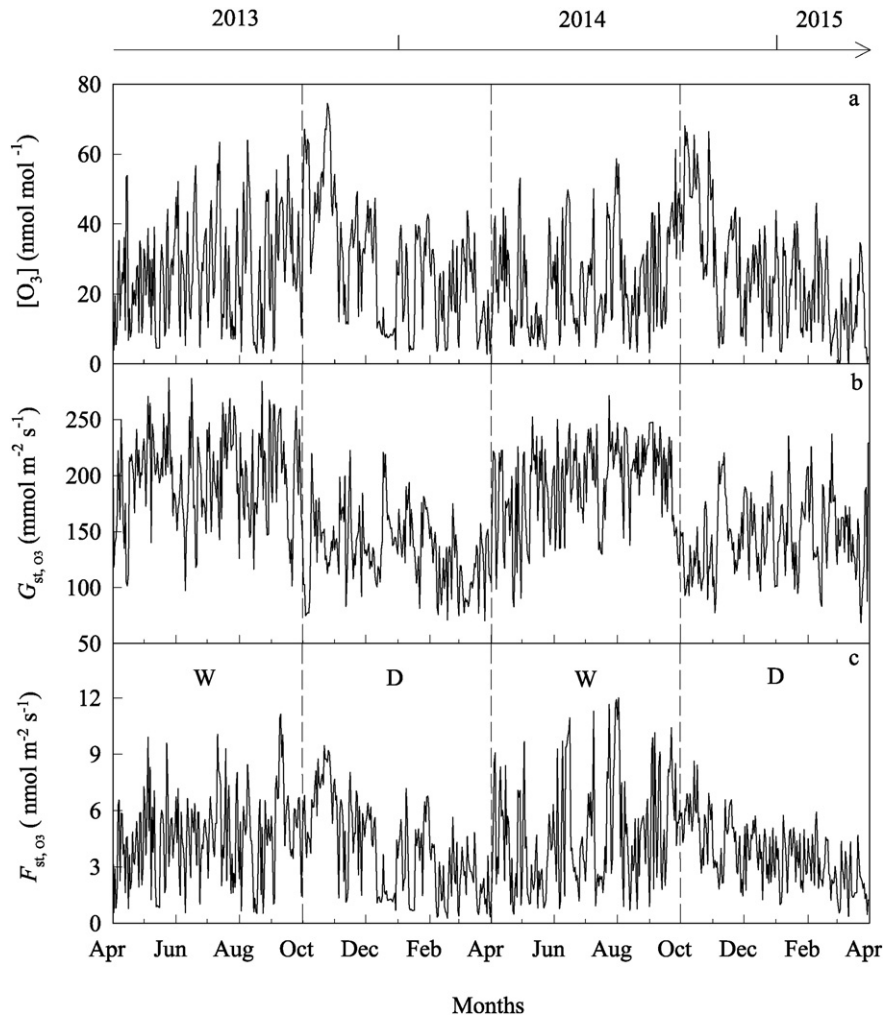 2013 2014 2015
a
80
60
40
20
0
[O3] (nmol mol -1)
b
250
200
150
100
50
Gst, O3 (mmol m-2 s-1)
c
W D W D
12
9
6
3
0
Fst, O3 ( nmol m-2 s-1)
Apr Jun Aug Oct Dec Feb Apr Jun Aug Oct Dec Feb Apr
Months